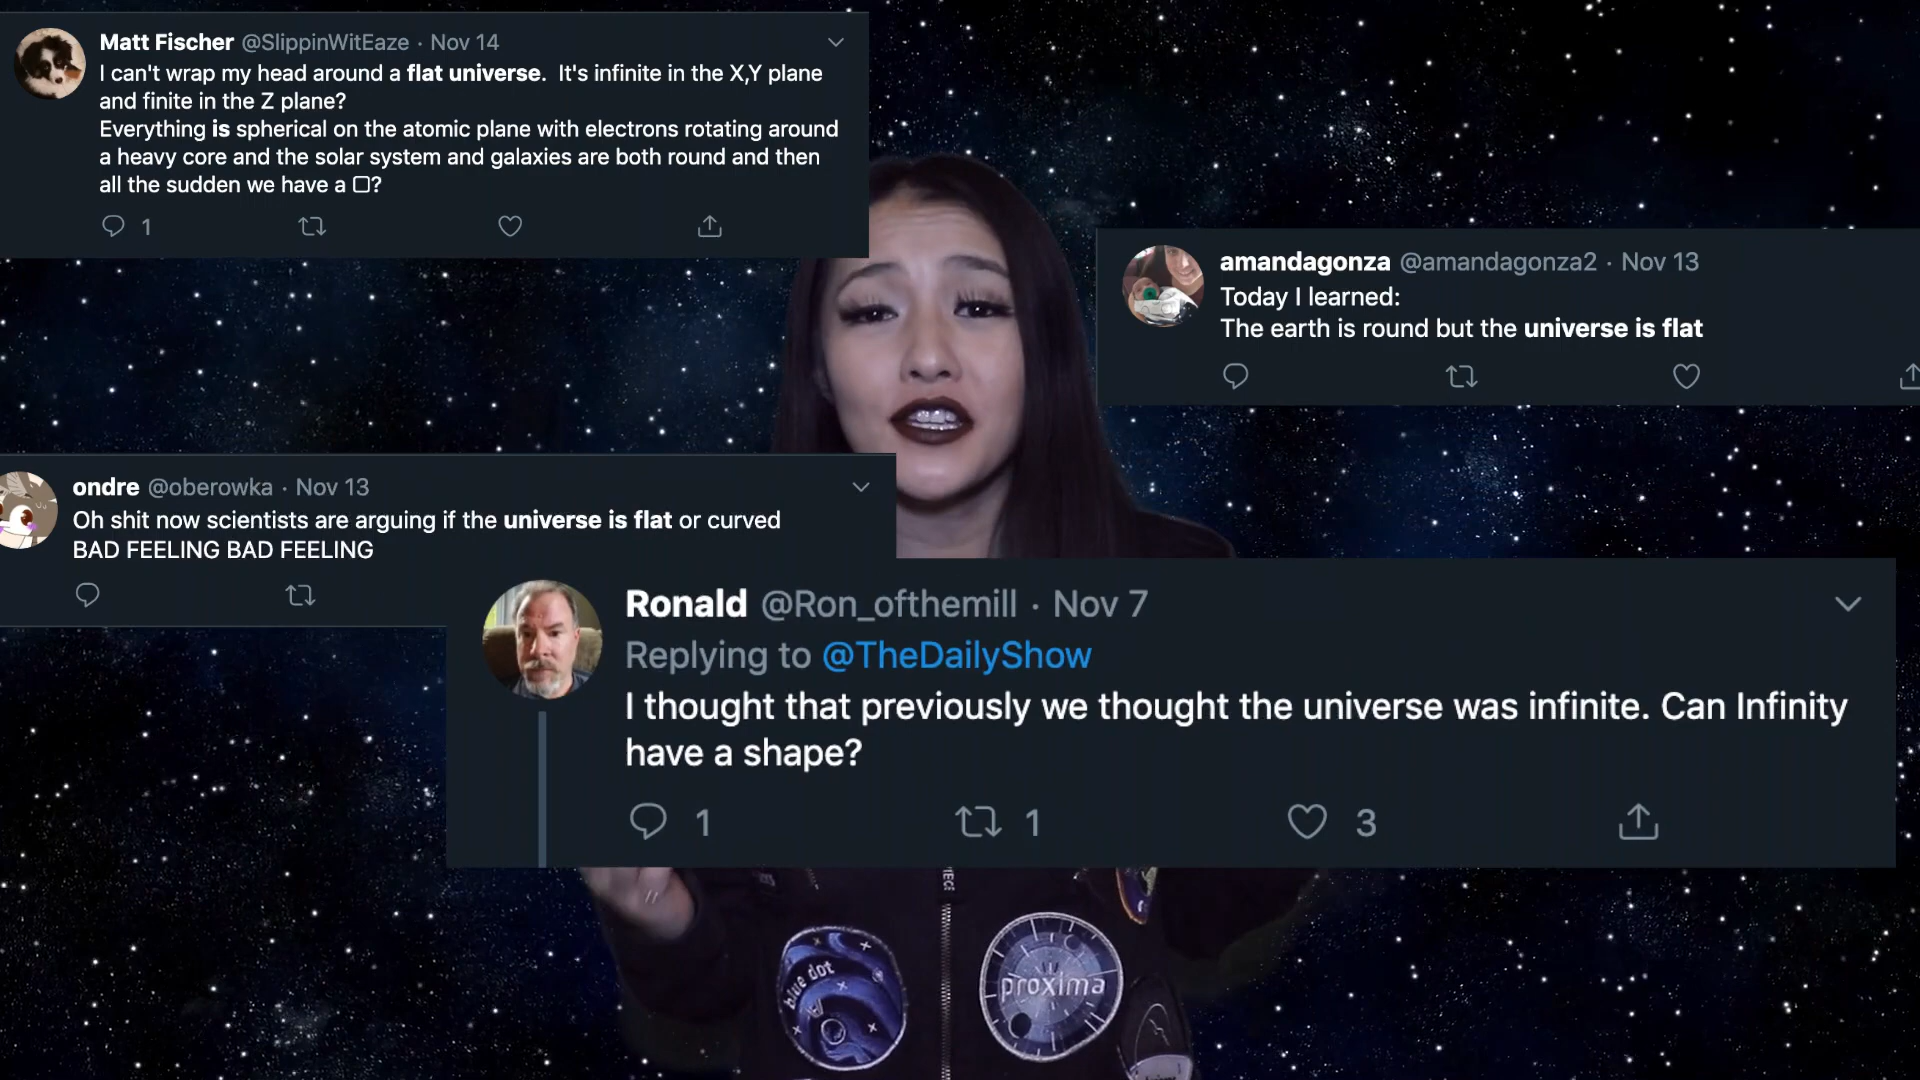 Matt Fischer @SlippinWitEaze · Nov 14
I can't wrap my head around a flat universe. It's infinite in the X,Y plane
and finite in the Z plane?
Everything is spherical on the atomic plane with electrons rotating around
a heavy core and the solar system and galaxies are both round and then
all the sudden we have a □?
1
amandagonza @amandagonza2 · Nov 13
Today I learned:
The earth is round but the universe is flat
ondre @oberowka · Nov 13
Oh shit now scientists are arguing if the universe is flat or curved
BAD FEELING BAD FEELING
Ronald @Ron_ofthemill · Nov 7
Replying to @TheDailyShow
I thought that previously we thought the universe was infinite. Can Infinity
have a shape?
1 1 3
blue dot
proxima